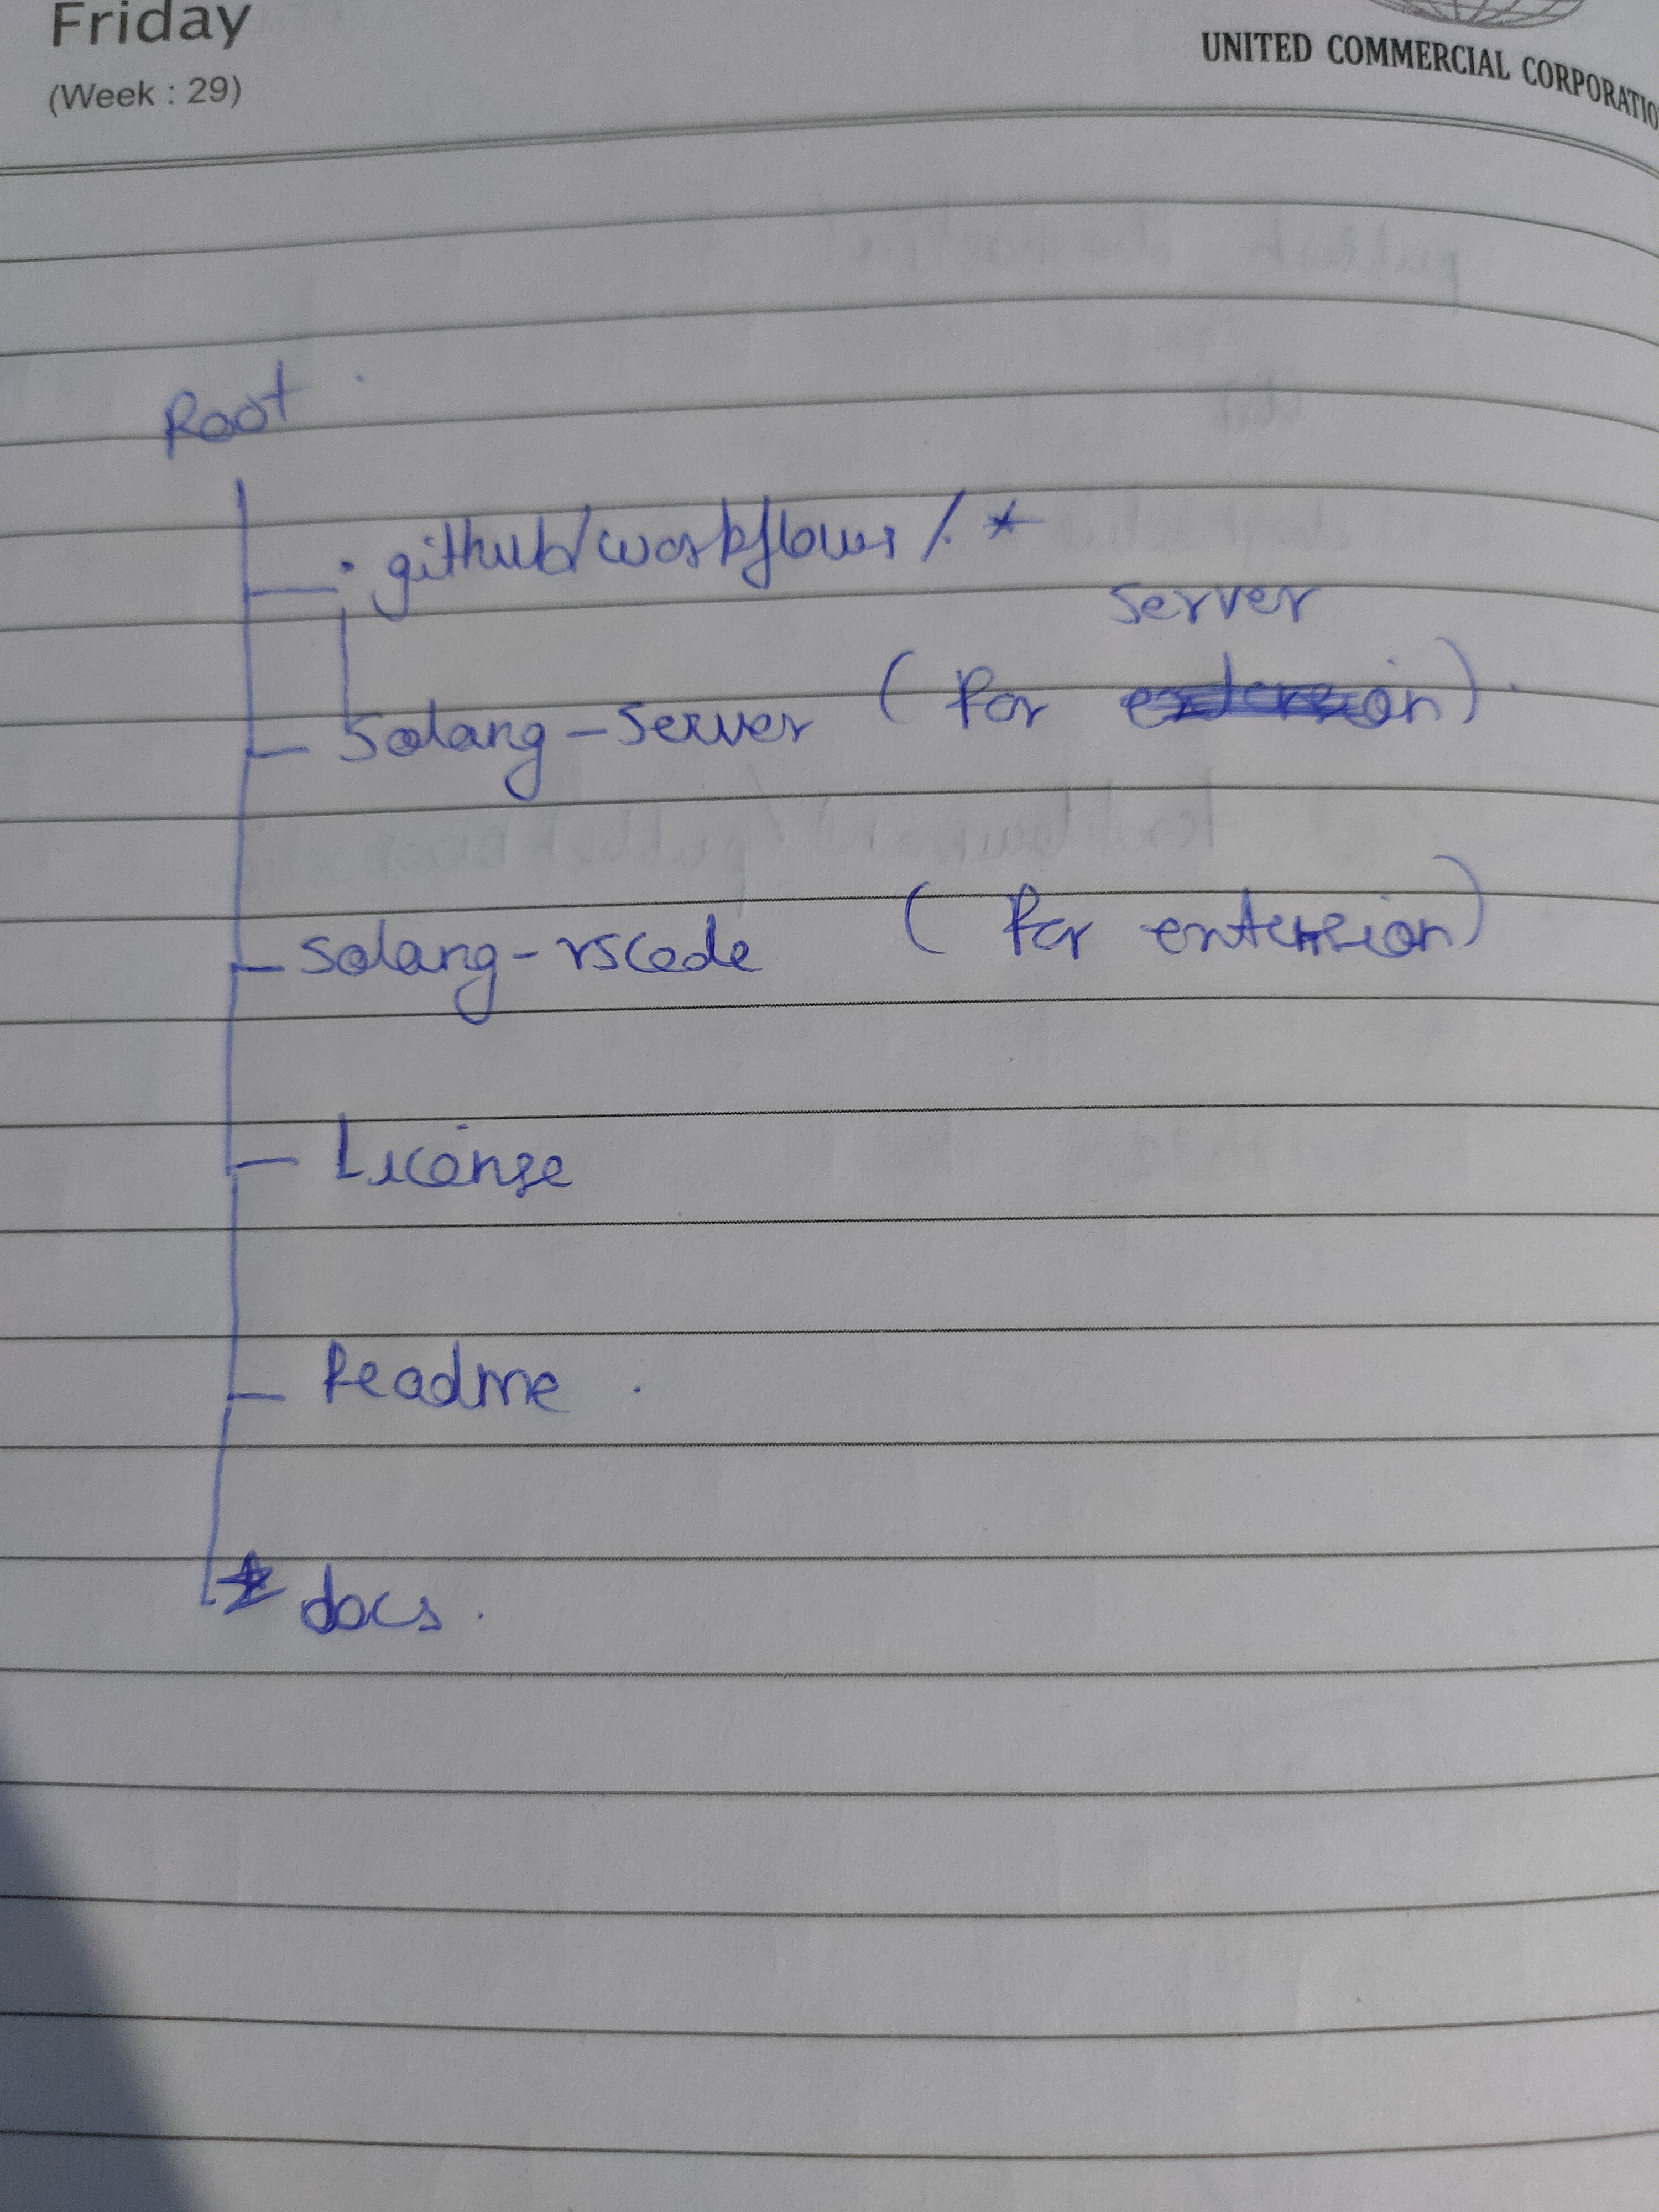 Friday
(Week : 29)
UNITED COMMERCIAL CORPORATIO
Root
.github/workflows/.*
server
solang-server (for extension).
solang-vscode (for extension)
License
Readme .
* docs.